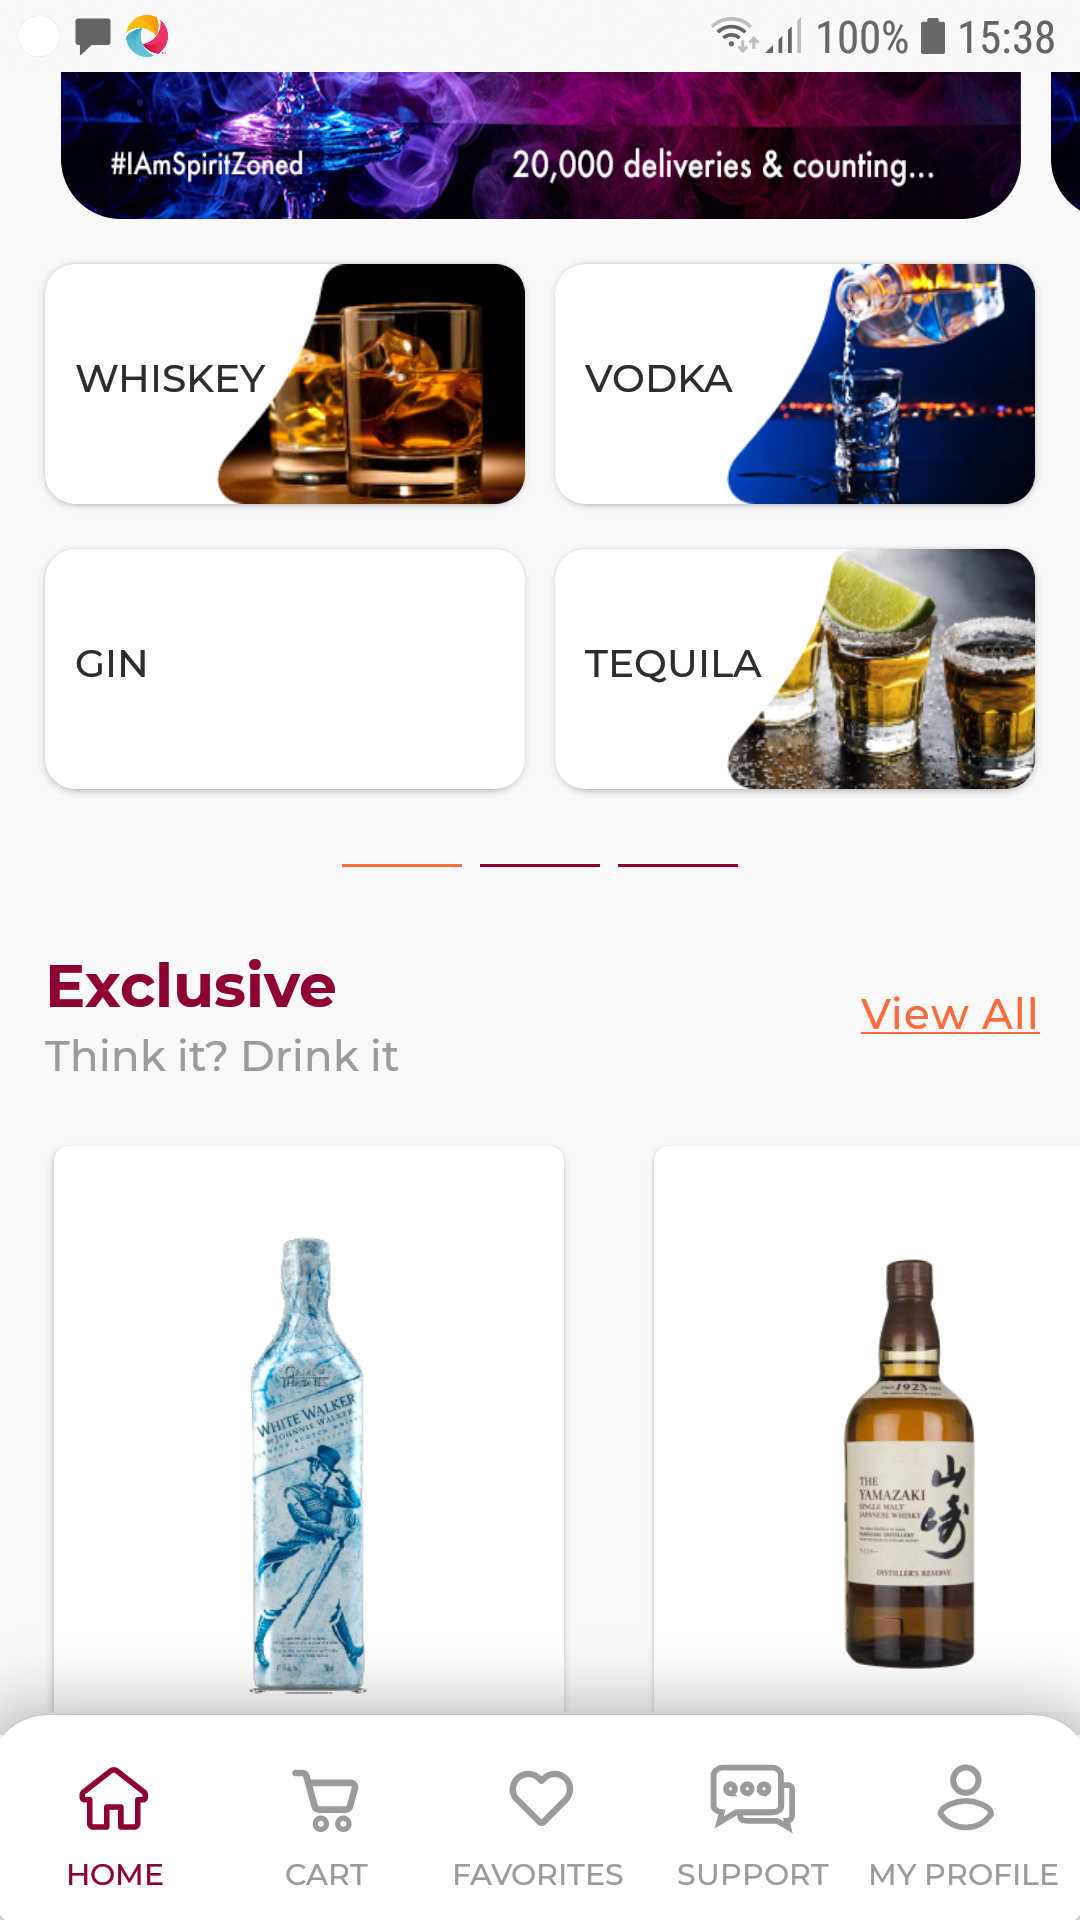 100% 15:38
#IAmSpiritZoned 20,000 deliveries & counting...
WHISKEY
VODKA
GIN
TEQUILA
Exclusive
View All
Think it? Drink it
GAME OF THRONES
WHITE WALKER
BY JOHNNIE WALKER
1923
THE
YAMAZAKI
SINGLE MALT
JAPANESE WHISKY
山崎
DISTILLER'S RESERVE
HOME
CART
FAVORITES
SUPPORT
MY PROFILE